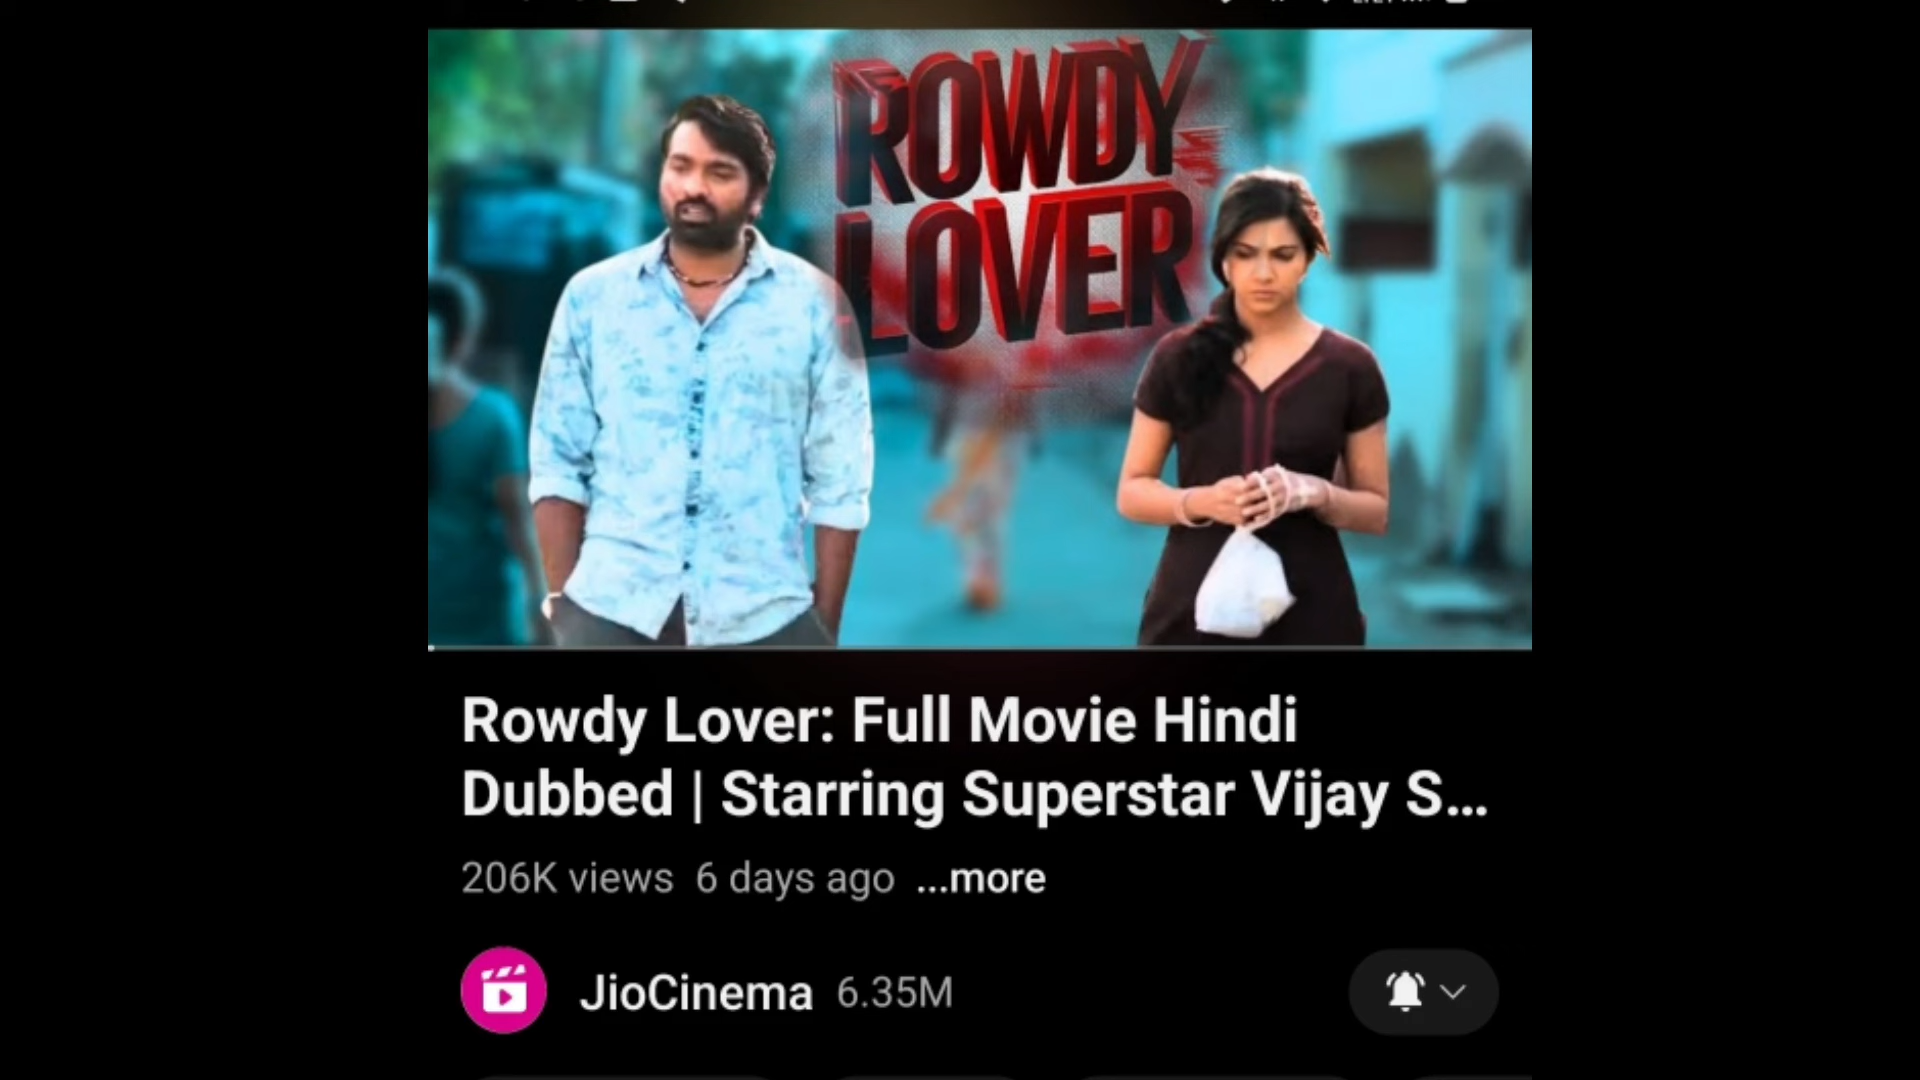 ROWDY
LOVER
Rowdy Lover: Full Movie Hindi
Dubbed | Starring Superstar Vijay S...
206K views 6 days ago ...more
JioCinema 6.35M